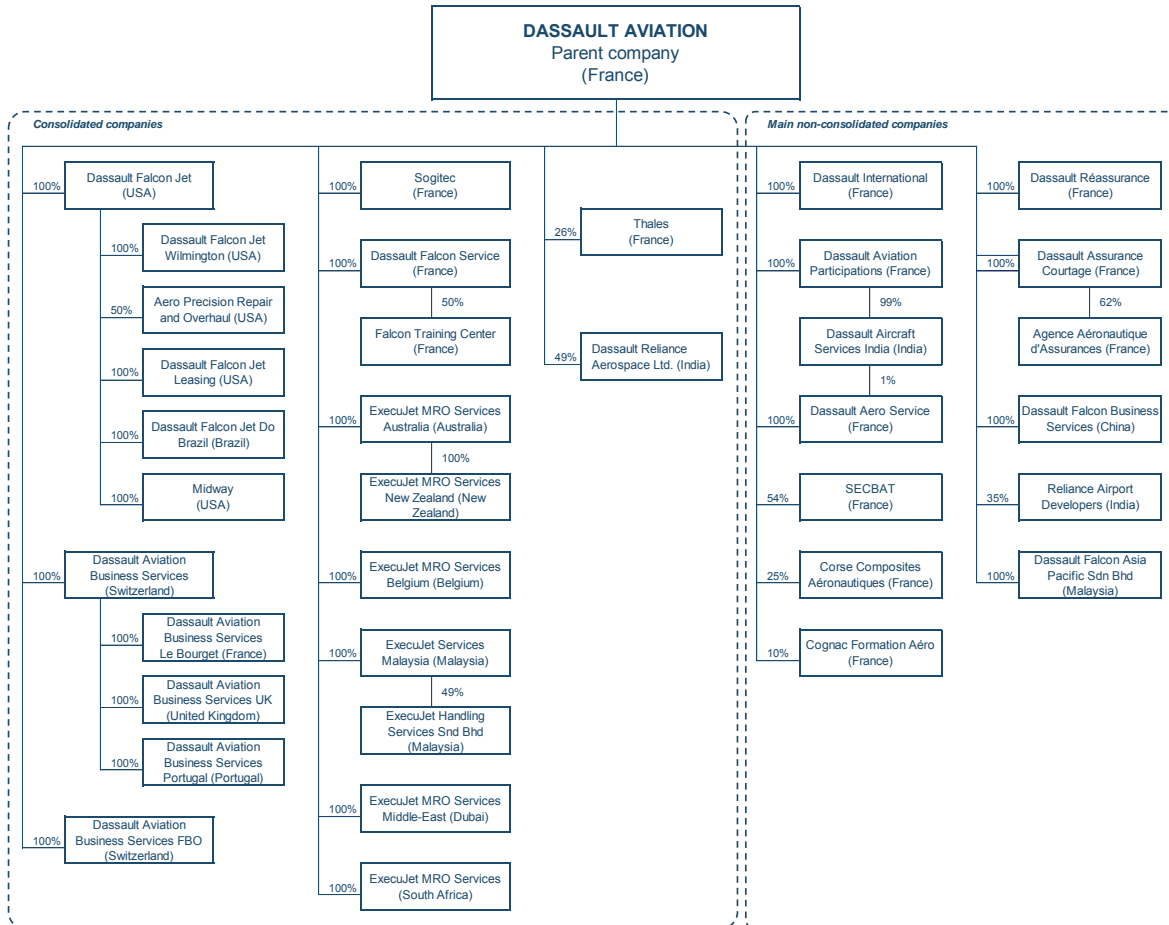 DASSAULT AVIATION
Parent company
(France)
Consolidated companies
100%
Dassault Falcon Jet
(USA)
100%
Dassault Falcon Jet
Wilmington (USA)
50%
Aero Precision Repair
and Overhaul (USA)
100%
Dassault Falcon Jet
Leasing (USA)
100%
Dassault Falcon Jet Do
Brazil (Brazil)
100%
Midway
(USA)
100%
Dassault Aviation
Business Services
(Switzerland)
100%
Dassault Aviation
Business Services
Le Bourget (France)
100%
Dassault Aviation
Business Services UK
(United Kingdom)
100%
Dassault Aviation
Business Services
Portugal (Portugal)
100%
Dassault Aviation
Business Services FBO
(Switzerland)
100%
Sogitec
(France)
100%
Dassault Falcon Service
(France)
50%
Falcon Training Center
(France)
100%
ExecuJet MRO Services
Australia (Australia)
100%
ExecuJet MRO Services
New Zealand (New
Zealand)
100%
ExecuJet MRO Services
Belgium (Belgium)
100%
ExecuJet Services
Malaysia (Malaysia)
49%
ExecuJet Handling
Services Snd Bhd
(Malaysia)
100%
ExecuJet MRO Services
Middle-East (Dubai)
100%
ExecuJet MRO Services
(South Africa)
26%
Thales
(France)
49%
Dassault Reliance
Aerospace Ltd. (India)
Main non-consolidated companies
100%
Dassault International
(France)
100%
Dassault Aviation
Participations (France)
99%
Dassault Aircraft
Services India (India)
1%
100%
Dassault Aero Service
(France)
54%
SECBAT
(France)
25%
Corse Composites
Aéronautiques (France)
10%
Cognac Formation Aéro
(France)
100%
Dassault Réassurance
(France)
100%
Dassault Assurance
Courtage (France)
62%
Agence Aéronautique
d'Assurances (France)
100%
Dassault Falcon Business
Services (China)
35%
Reliance Airport
Developers (India)
100%
Dassault Falcon Asia
Pacific Sdn Bhd
(Malaysia)